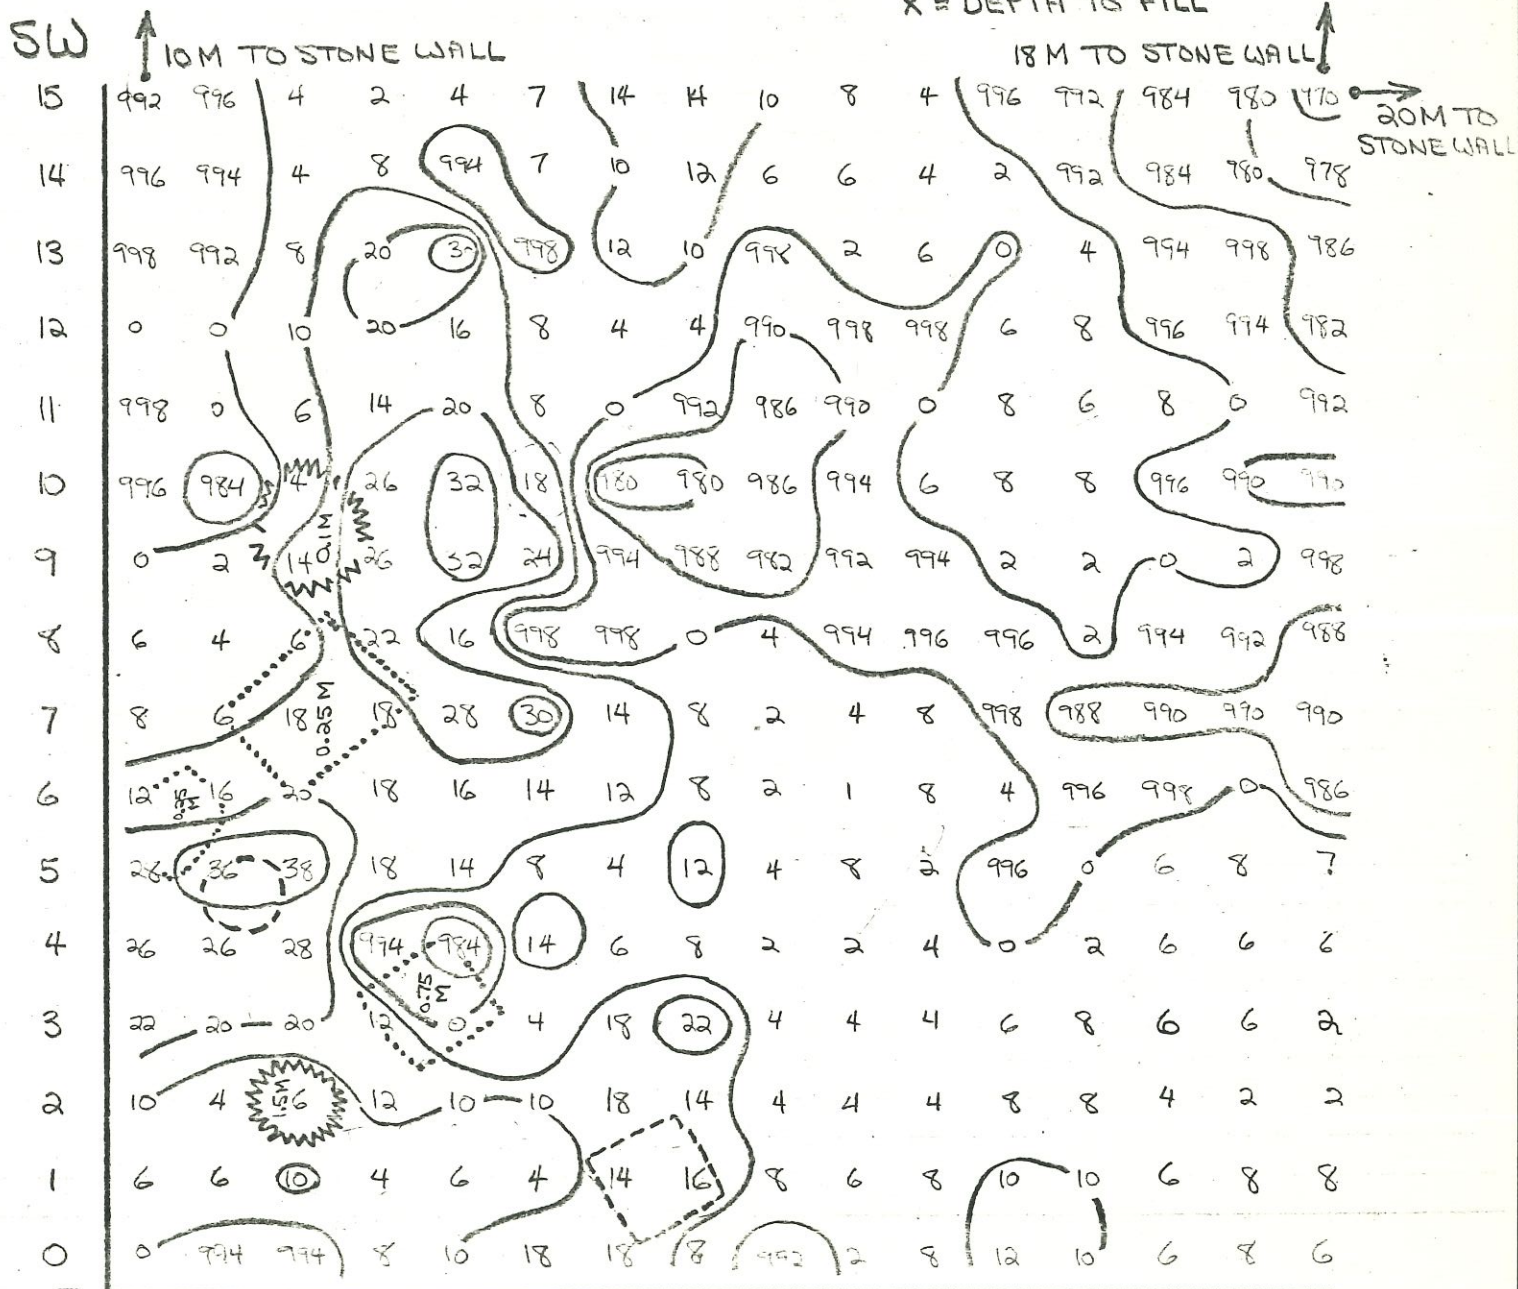 X = DEPTH TO FILL
SW 10M TO STONE WALL 18 M TO STONE WALL
15 992 996 4 2 4 7 14 14 10 8 4 996 992 984 980 970
20M TO
STONE WALL
14 996 994 4 8 994 7 10 12 6 6 4 2 992 984 980 978
13 998 992 8 20 30 998 12 10 998 2 6 0 4 994 998 986
12 0 0 10 20 16 8 4 4 990 998 998 6 8 996 994 982
11 998 0 6 14 20 8 0 992 986 990 0 8 6 8 0 992
10 996 984 4 26 32 18 980 980 986 994 6 8 8 996 990 990
0.1M
9 0 2 14 26 32 24 994 988 982 992 994 2 2 0 2 998
8 6 4 6 22 16 998 998 0 4 994 996 996 2 994 992 988
7 8 6 18 18 28 30 14 8 2 4 8 998 988 990 990 990
0.25 M
6 12 16 20 18 16 14 12 8 2 1 8 4 996 998 0 986
5 28 36 38 18 14 8 4 12 4 8 2 996 0 6 8 ?
4 26 26 28 994 984 14 6 8 2 2 4 0 2 6 6 6
0.75 M
3 22 20 20 12 0 4 18 22 4 4 4 6 8 6 6 2
2 10 4 6 12 10 10 18 14 4 4 4 8 8 4 2 2
1.5M
1 6 6 10 4 6 4 14 16 8 6 8 10 10 6 8 8
0 0 994 994 8 10 18 18 8 992 2 8 12 10 6 8 6